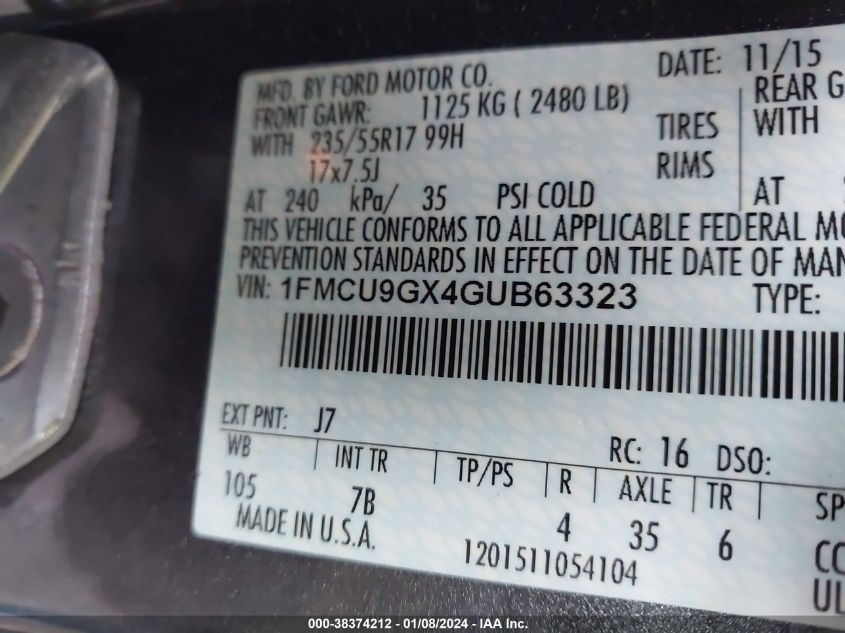 MFD. BY FORD MOTOR CO. DATE: 11/15
FRONT GAWR: 1125 KG ( 2480 LB) REAR G
WITH 235/55R17 99H TIRES WITH
17x7.5J RIMS
AT 240 kPa/ 35 PSI COLD AT
THIS VEHICLE CONFORMS TO ALL APPLICABLE FEDERAL MO
PREVENTION STANDARDS IN EFFECT ON THE DATE OF MAN
VIN: 1FMCU9GX4GUB63323 TYPE:
EXT PNT: J7 RC: 16 DSO:
WB INT TR TP/PS R AXLE TR SP
105 7B 4 35 6 CC
MADE IN U.S.A. 1201511054104 UL
000-38374212 - 01/08/2024 - 126 - IAA Inc.